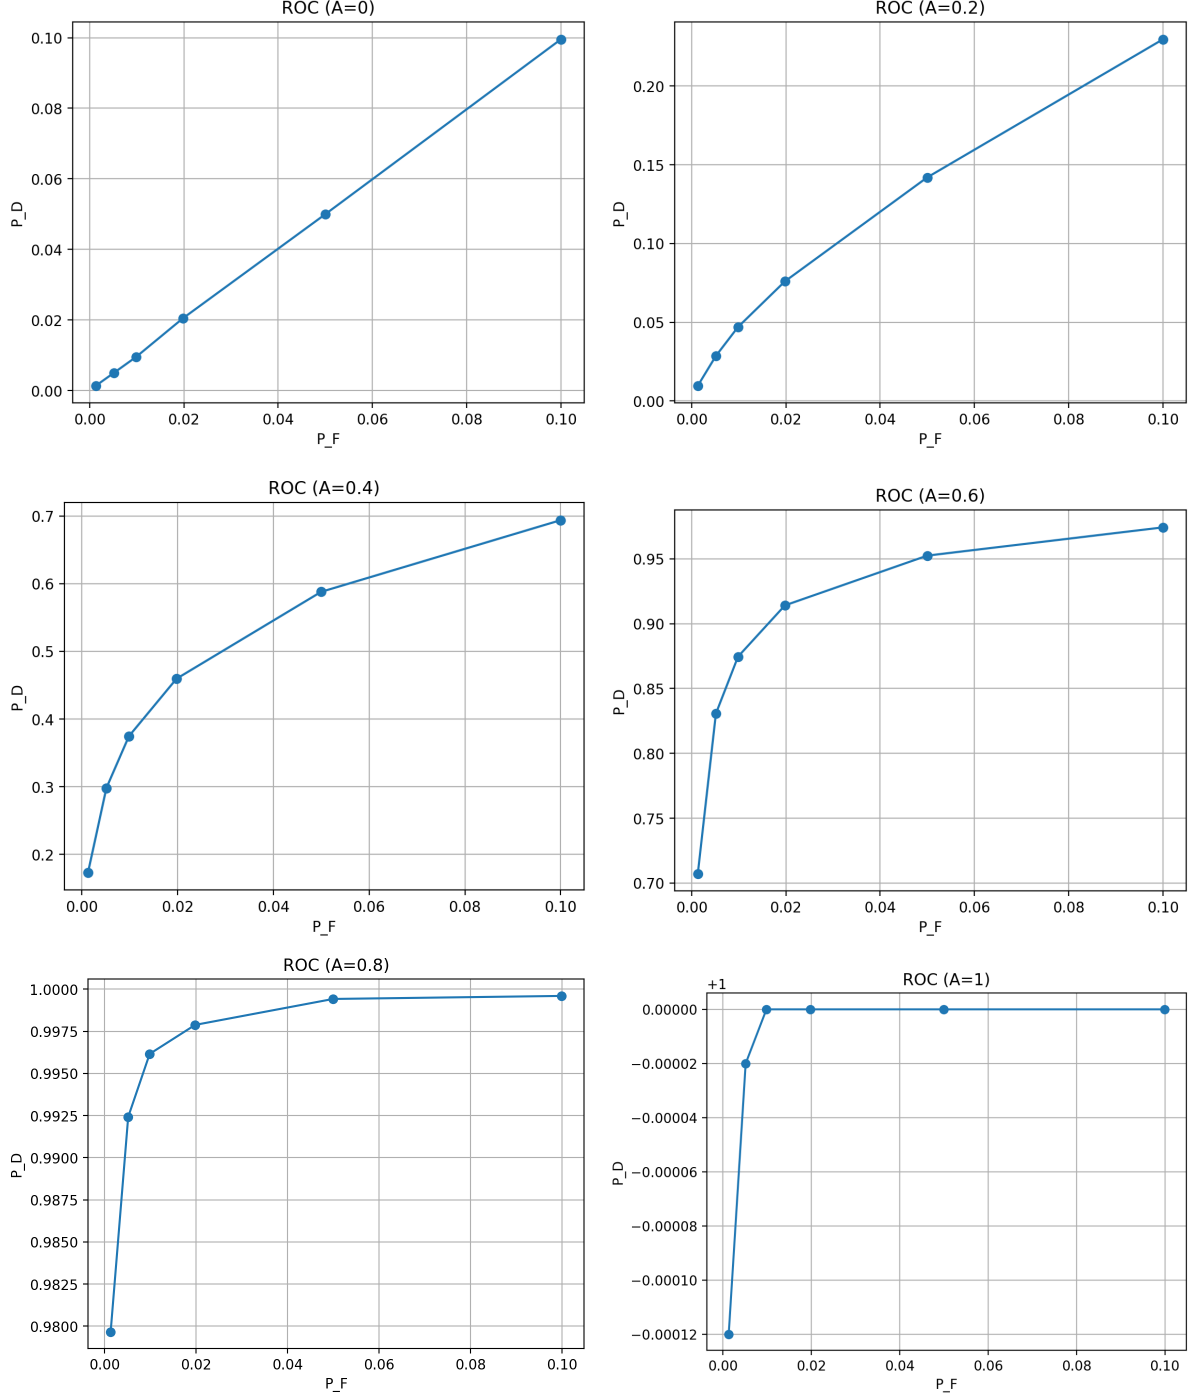 ROC (A=0)
0.10
0.08
0.06
0.04
0.02
0.00
P_D
0.00 0.02 0.04 0.06 0.08 0.10
P_F
ROC (A=0.2)
0.20
0.15
0.10
0.05
0.00
P_D
0.00 0.02 0.04 0.06 0.08 0.10
P_F
ROC (A=0.4)
0.7
0.6
0.5
0.4
0.3
0.2
P_D
0.00 0.02 0.04 0.06 0.08 0.10
P_F
ROC (A=0.6)
0.95
0.90
0.85
0.80
0.75
0.70
P_D
0.00 0.02 0.04 0.06 0.08 0.10
P_F
ROC (A=0.8)
1.0000
0.9975
0.9950
0.9925
0.9900
0.9875
0.9850
0.9825
0.9800
P_D
0.00 0.02 0.04 0.06 0.08 0.10
P_F
+1
ROC (A=1)
0.00000
−0.00002
−0.00004
−0.00006
−0.00008
−0.00010
−0.00012
P_D
0.00 0.02 0.04 0.06 0.08 0.10
P_F